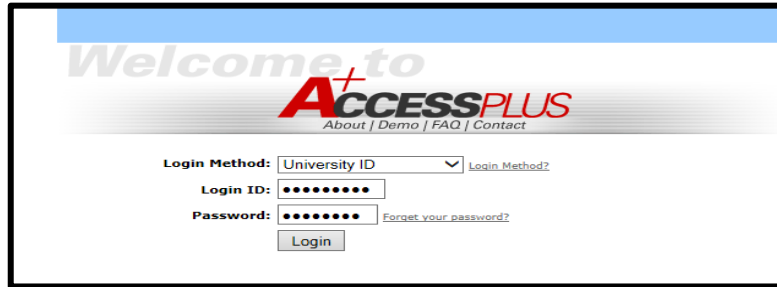 Welcome to
A+CCESSPLUS
About | Demo | FAQ | Contact
Login Method: University ID Login Method?
Login ID: ●●●●●●●●●
Password: ●●●●●●●● Forget your password?
Login